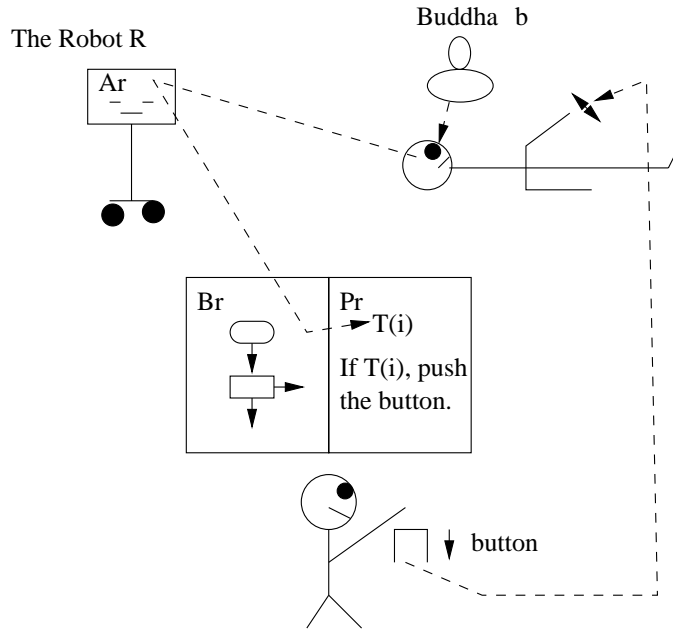 Buddha b
The Robot R
Ar
Br
Pr
T(i)
If T(i), push
the button.
button